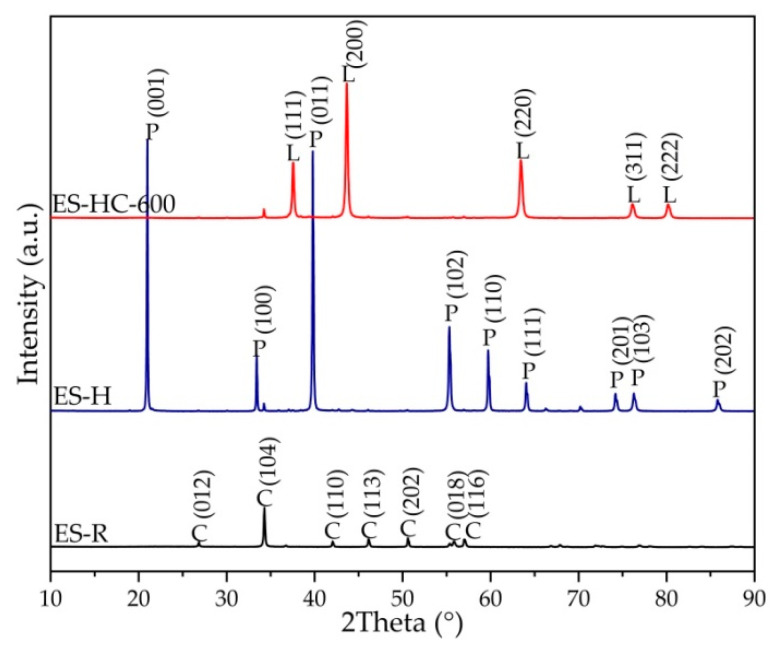 Intensity (a.u.)
ES-HC-600
L (111)
L (200)
L (220)
L (311)
L (222)
ES-H
P (001)
P (100)
P (011)
P (102)
P (110)
P (111)
P (201)
P (103)
P (202)
ES-R
C (012)
C (104)
C (110)
C (113)
C (202)
C (018)
C (116)
10 20 30 40 50 60 70 80 90
2Theta (°)